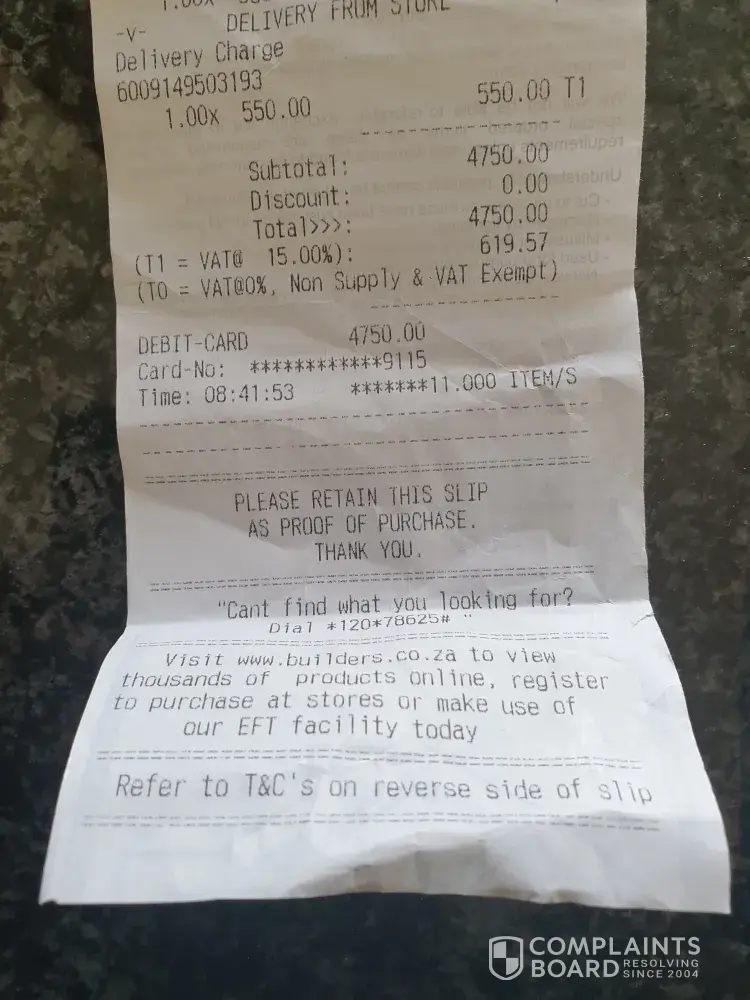 1.00x
-V- DELIVERY FROM STORE
Delivery Charge
6009149503193
1.00x 550.00 550.00 T1
Subtotal: 4750.00
Discount: 0.00
Total>>>: 4750.00
(T1 = VAT@ 15.00%): 619.57
(T0 = VAT@0%, Non Supply & VAT Exempt)
DEBIT-CARD 4750.00
Card-No: ************9115
Time: 08:41:53 *******11.000 ITEM/S
PLEASE RETAIN THIS SLIP
AS PROOF OF PURCHASE.
THANK YOU.
"Cant find what you looking for?
Dial *120*78625# "
Visit www.builders.co.za to view
thousands of products online, register
to purchase at stores or make use of
our EFT facility today
Refer to T&C's on reverse side of slip
COMPLAINTS
BOARD RESOLVING
SINCE 2004